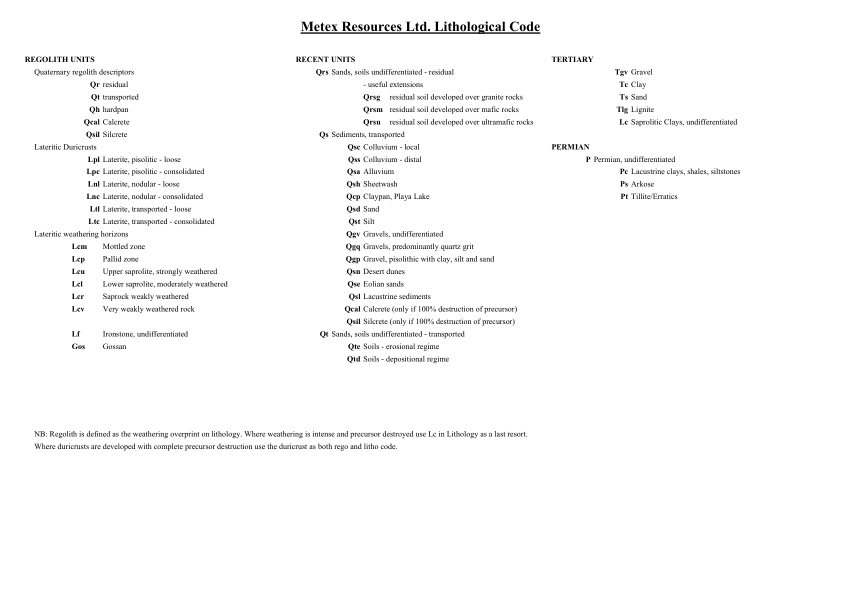 Metex Resources Ltd. Lithological Code
REGOLITH UNITS
Quaternary regolith descriptors
Qr residual
Qt transported
Qh hardpan
Qcal Calcrete
Qsil Silcrete
Lateritic Duricrusts
Lpl Laterite, pisolitic - loose
Lpc Laterite, pisolitic - consolidated
Lnl Laterite, nodular - loose
Lnc Laterite, nodular - consolidated
Ltl Laterite, transported - loose
Ltc Laterite, transported - consolidated
Lateritic weathering horizons
Lcm Mottled zone
Lcp Pallid zone
Lcu Upper saprolite, strongly weathered
Lcl Lower saprolite, moderately weathered
Lcr Saprock weakly weathered
Lcv Very weakly weathered rock
Lf Ironstone, undifferentiated
Gos Gossan
RECENT UNITS
Qrs Sands, soils undifferentiated - residual
- useful extensions
Qrsg residual soil developed over granite rocks
Qrsm residual soil developed over mafic rocks
Qrsu residual soil developed over ultramafic rocks
Qs Sediments, transported
Qsc Colluvium - local
Qss Colluvium - distal
Qsa Alluvium
Qsh Sheetwash
Qcp Claypan, Playa Lake
Qsd Sand
Qst Silt
Qgv Gravels, undifferentiated
Qgq Gravels, predominantly quartz grit
Qgp Gravel, pisolithic with clay, silt and sand
Qsn Desert dunes
Qse Eolian sands
Qsl Lacustrine sediments
Qcal Calcrete (only if 100% destruction of precursor)
Qsil Silcrete (only if 100% destruction of precursor)
Qt Sands, soils undifferentiated - transported
Qte Soils - erosional regime
Qtd Soils - depositional regime
TERTIARY
Tgv Gravel
Tc Clay
Ts Sand
Tlg Lignite
Lc Saprolitic Clays, undifferentiated
PERMIAN
P Permian, undifferentiated
Pc Lacustrine clays, shales, siltstones
Ps Arkose
Pt Tillite/Erratics
NB: Regolith is defined as the weathering overprint on lithology. Where weathering is intense and precursor destroyed use Lc in Lithology as a last resort.
Where duricrusts are developed with complete precursor destruction use the duricrust as both rego and litho code.